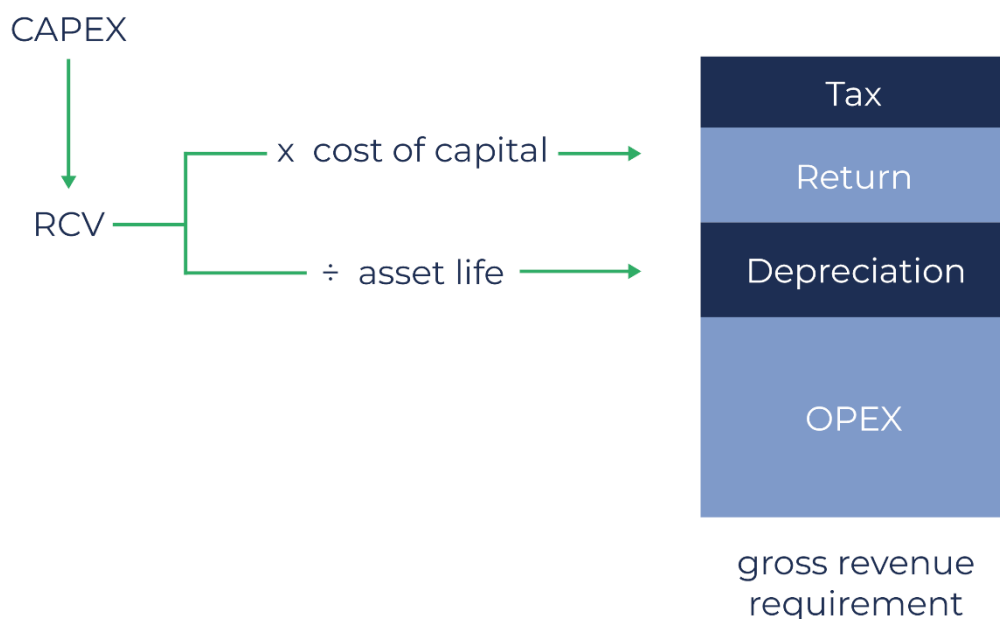 CAPEX
RCV
x cost of capital
÷ asset life
Tax
Return
Depreciation
OPEX
gross revenue
requirement